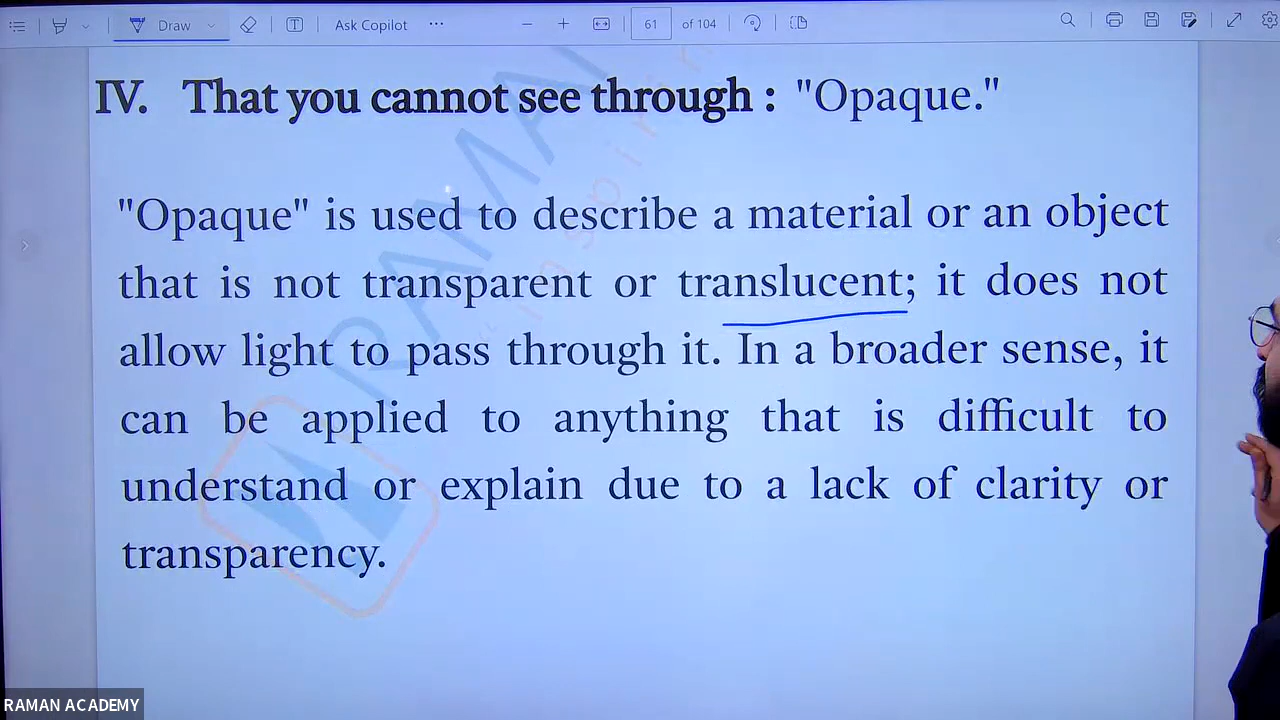 Draw
Ask Copilot
61 of 104
IV. That you cannot see through : "Opaque."
"Opaque" is used to describe a material or an object
that is not transparent or translucent; it does not
allow light to pass through it. In a broader sense, it
can be applied to anything that is difficult to
understand or explain due to a lack of clarity or
transparency.
RAMAN ACADEMY